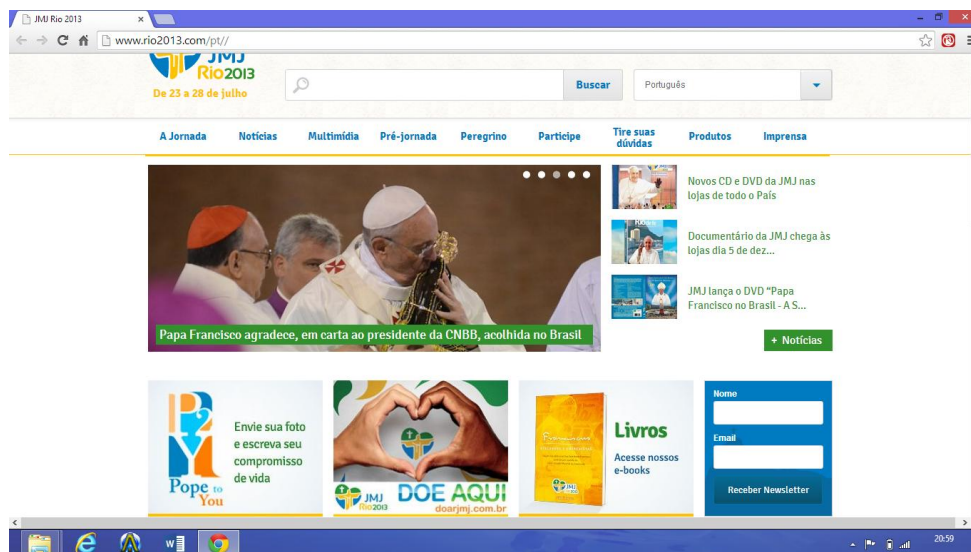 JMJ Rio 2013
www.rio2013.com/pt//
JMJ
Rio2013
De 23 a 28 de julho
Buscar
Português
A Jornada
Notícias
Multimídia
Pré-jornada
Peregrino
Participe
Tire suas
dúvidas
Produtos
Imprensa
Papa Francisco agradece, em carta ao presidente da CNBB, acolhida no Brasil
Novos CD e DVD da JMJ nas
lojas de todo o País
Documentário da JMJ chega às
lojas dia 5 de dez...
JMJ lança o DVD “Papa
Francisco no Brasil - A S...
+ Notícias
P2Y
Pope to
You
Envie sua foto
e escreva seu
compromisso
de vida
JMJ
Rio2013
DOE AQUI
doarjmj.com.br
Livros
Acesse nossos
e-books
Nome
Email
Receber Newsletter
20:59